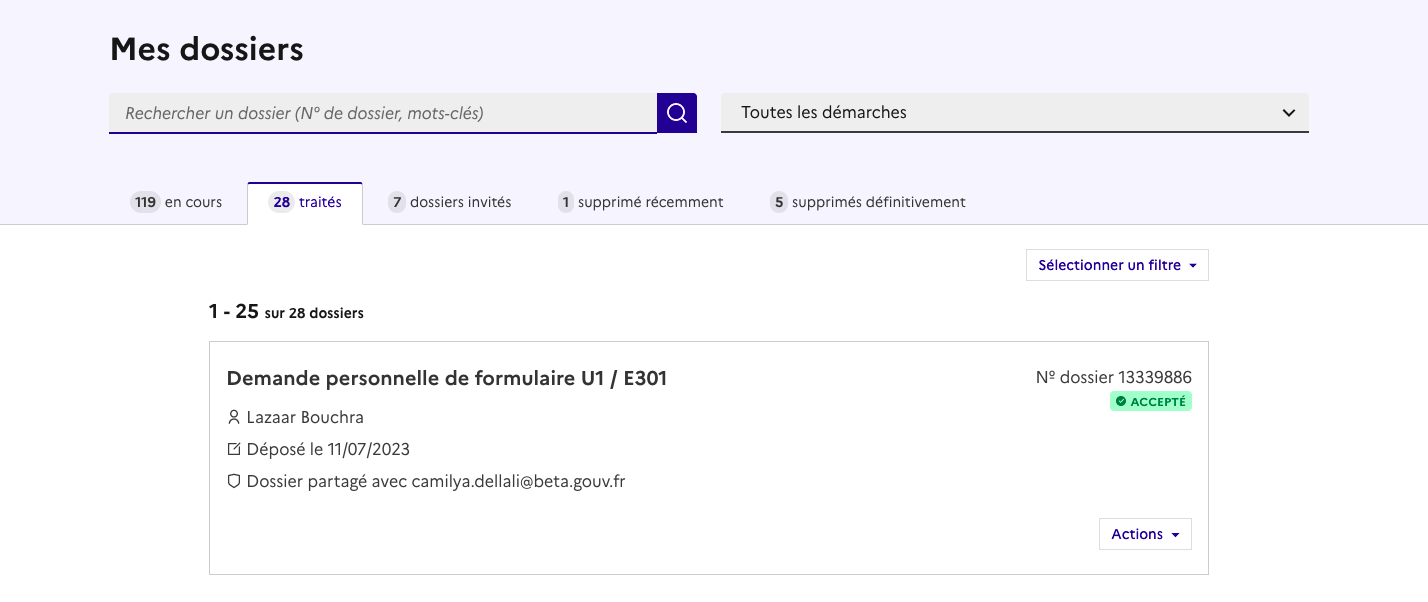 Mes dossiers
Rechercher un dossier (N° de dossier, mots-clés)
Toutes les démarches
119 en cours
28 traités
7 dossiers invités
1 supprimé récemment
5 supprimés définitivement
Sélectionner un filtre
1 - 25 sur 28 dossiers
Demande personnelle de formulaire U1 / E301
Nº dossier 13339886
ACCEPTÉ
Lazaar Bouchra
Déposé le 11/07/2023
Dossier partagé avec camilya.dellali@beta.gouv.fr
Actions